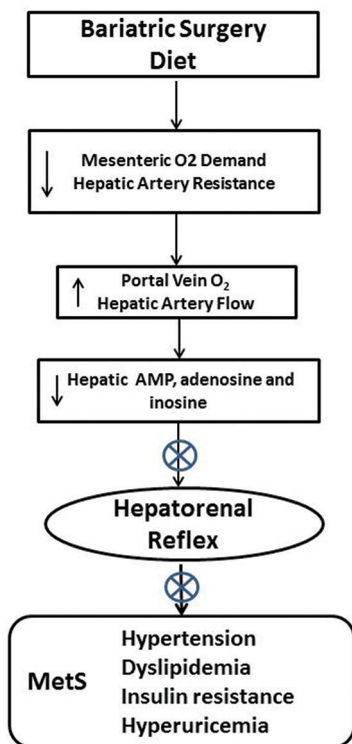 Bariatric Surgery
Diet
Mesenteric O2 Demand
Hepatic Artery Resistance
Portal Vein O₂
Hepatic Artery Flow
Hepatic AMP, adenosine and
inosine
Hepatorenal
Reflex
MetS
Hypertension
Dyslipidemia
Insulin resistance
Hyperuricemia